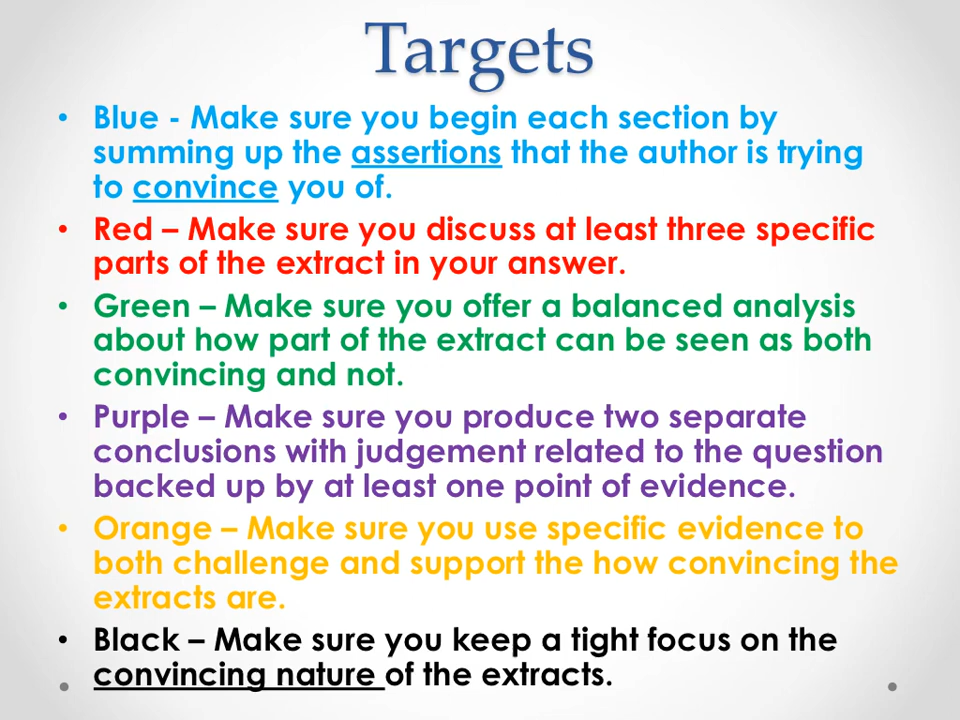 Targets
• Blue - Make sure you begin each section by
summing up the assertions that the author is trying
to convince you of.
• Red – Make sure you discuss at least three specific
parts of the extract in your answer.
• Green – Make sure you offer a balanced analysis
about how part of the extract can be seen as both
convincing and not.
• Purple – Make sure you produce two separate
conclusions with judgement related to the question
backed up by at least one point of evidence.
• Orange – Make sure you use specific evidence to
both challenge and support the how convincing the
extracts are.
• Black – Make sure you keep a tight focus on the
convincing nature of the extracts.